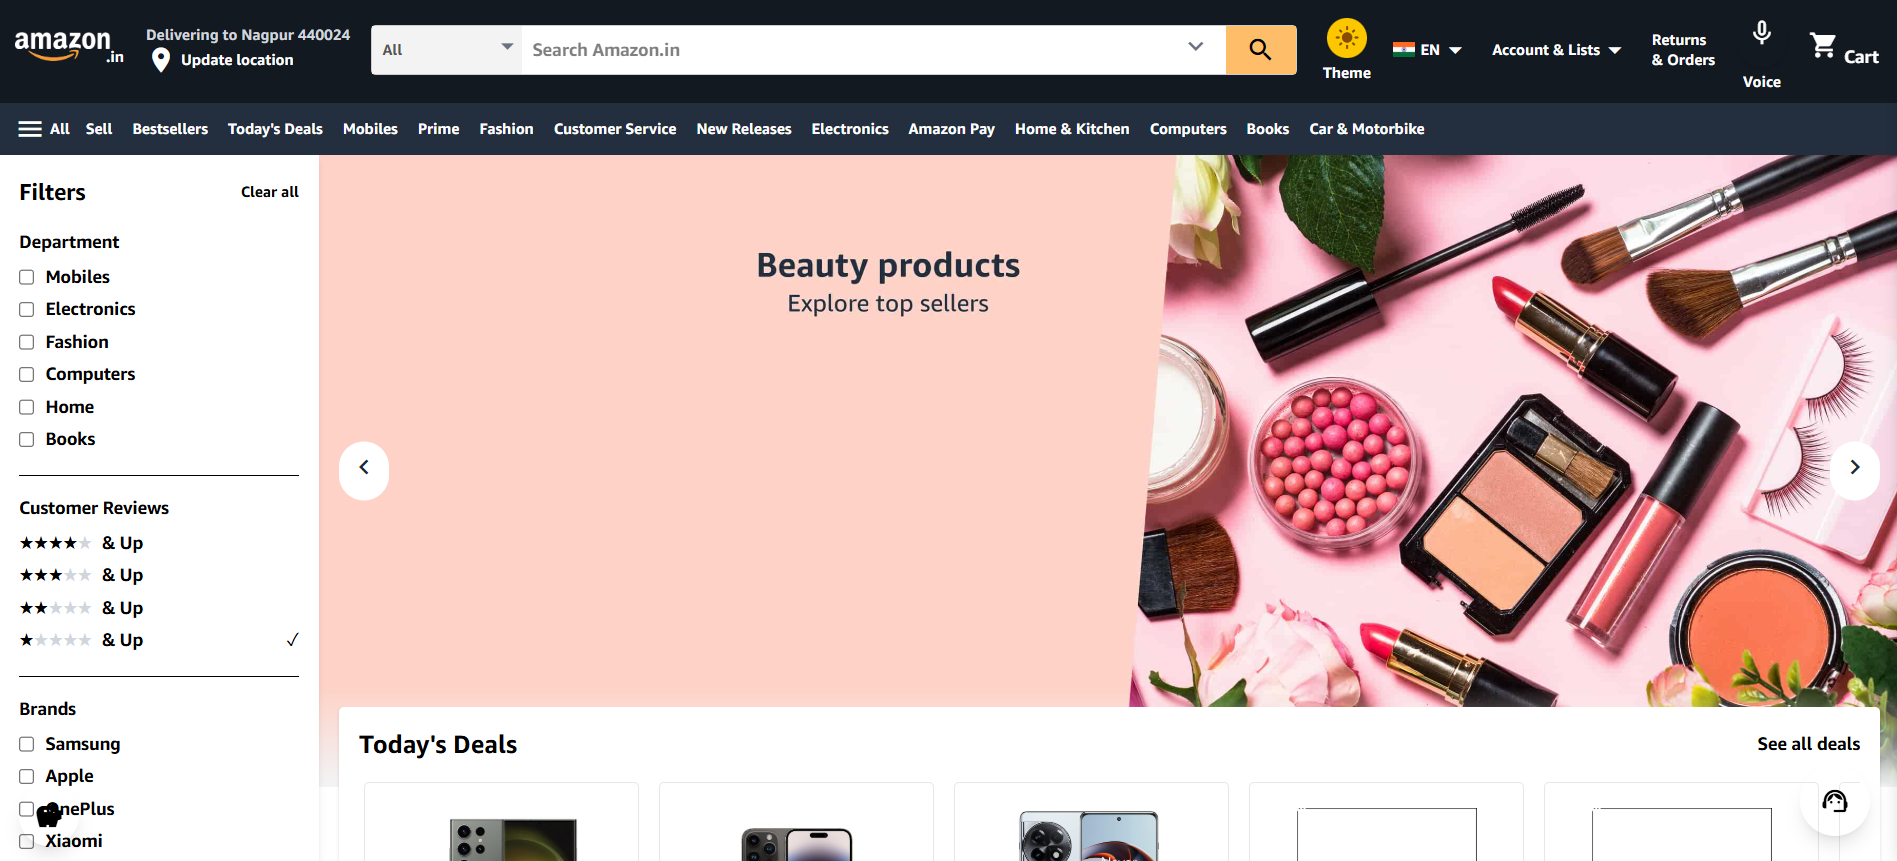 amazon.in
Delivering to Nagpur 440024
Update location
All
Search Amazon.in
Theme
EN
Account & Lists
Returns
& Orders
Voice
Cart
All Sell Bestsellers Today's Deals Mobiles Prime Fashion Customer Service New Releases Electronics Amazon Pay Home & Kitchen Computers Books Car & Motorbike
Filters
Clear all
Department
Mobiles
Electronics
Fashion
Computers
Home
Books
Customer Reviews
★★★★★ & Up
★★★★★ & Up
★★★★★ & Up
★★★★★ & Up ✓
Brands
Samsung
Apple
OnePlus
Xiaomi
Beauty products
Explore top sellers
Today's Deals
See all deals